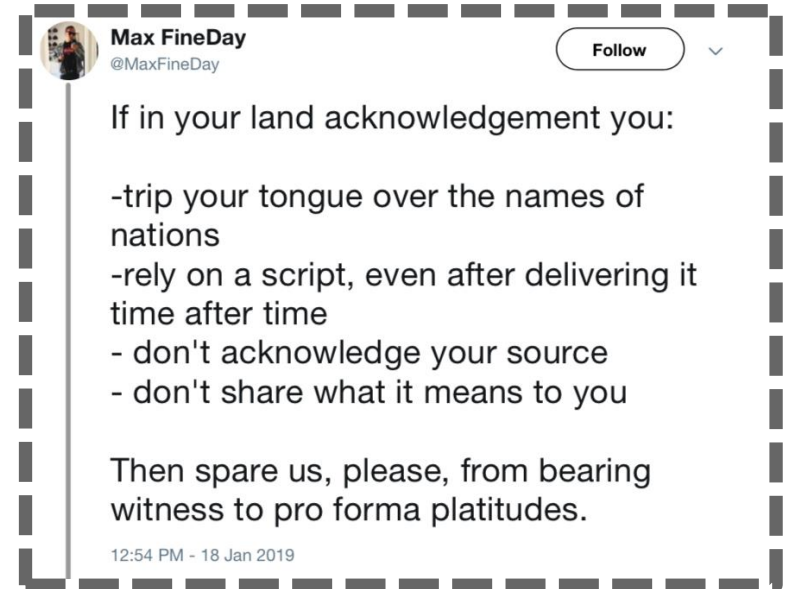 Max FineDay
@MaxFineDay
Follow
If in your land acknowledgement you:
-trip your tongue over the names of
nations
-rely on a script, even after delivering it
time after time
- don't acknowledge your source
- don't share what it means to you
Then spare us, please, from bearing
witness to pro forma platitudes.
12:54 PM - 18 Jan 2019